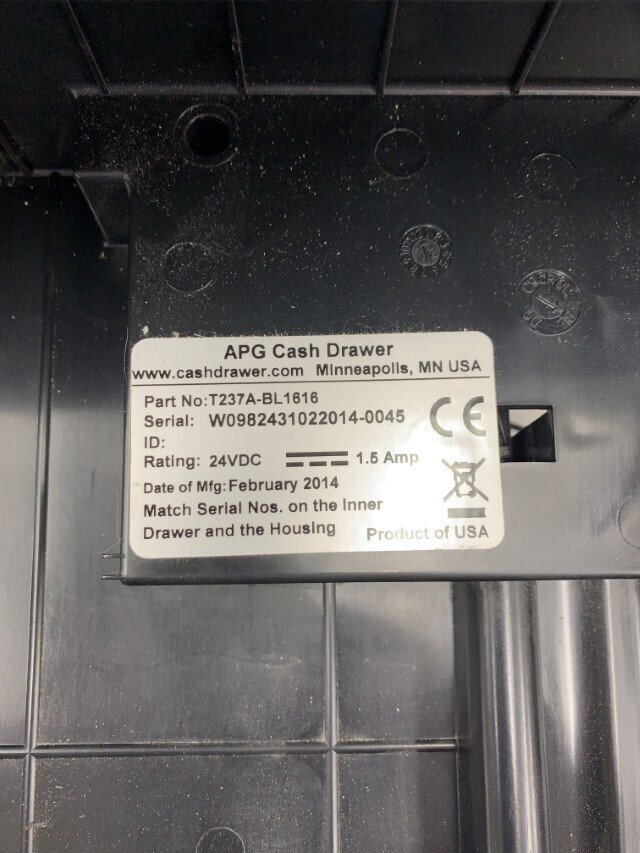 APG Cash Drawer
www.cashdrawer.com Minneapolis, MN USA
Part No:T237A-BL1616
Serial: W0982431022014-0045
ID:
Rating: 24VDC 1.5 Amp
Date of Mfg:February 2014
Match Serial Nos. on the Inner
Drawer and the Housing
Product of USA
CE